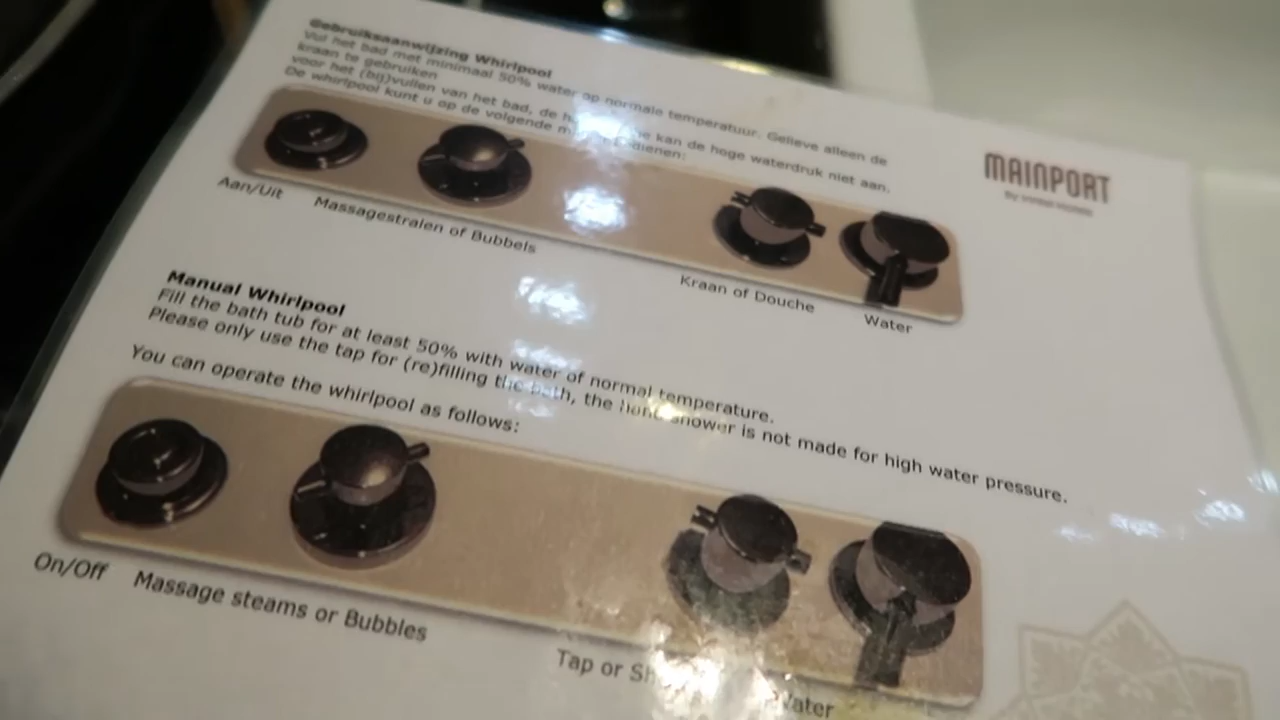 Gebruiksaanwijzing Whirlpool
Vul het bad met minimaal 50% water op normale temperatuur. Gelieve alleen de
kraan te gebruiken
voor het (bij)vullen van het bad, de kan de hoge waterdruk niet aan.
De whirlpool kunt u op de volgende
MAINPORT
Aan/Uit
Massagestralen of Bubbels
Kraan of Douche
Water
Manual Whirlpool
Fill the bath tub for at least 50% with water of normal temperature.
Please only use the tap for (re)filling the bath, the hand shower is not made for high water pressure.
You can operate the whirlpool as follows:
On/Off
Massage steams or Bubbles
Tap or
Water